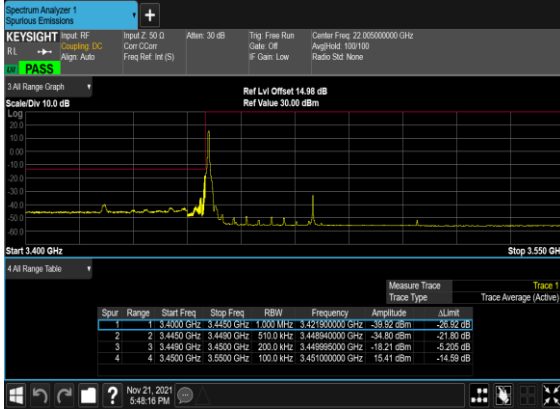 Spectrum Analyzer 1
Spurious Emissions
+
KEYSIGHT Input: RF Input Z: 50 Ω Atten: 30 dB Trig: Free Run Center Freq: 22.005000000 GHz
RL Coupling: DC Corr CCorr Gate: Off Avg|Hold: 100/100
Align: Auto Freq Ref: Int (S) IF Gain: Low Radio Std: None
PASS
3 All Range Graph Ref Lvl Offset 14.98 dB
Scale/Div 10.0 dB Ref Value 30.00 dBm
Log
20.0
10.0
0.00
-10.0
-20.0
-30.0
-40.0
-50.0
-60.0
Start 3.400 GHz Stop 3.550 GH
4 All Range Table
Measure Trace Trace 1
Trace Type Trace Average (Active)
Spur Range Start Freq Stop Freq RBW Frequency Amplitude ΔLimit
1 1 3.4000 GHz 3.4450 GHz 1.000 MHz 3.421900000 GHz -39.92 dBm -26.92 dB
2 2 3.4450 GHz 3.4490 GHz 510.0 kHz 3.448940000 GHz -34.80 dBm -21.80 dB
3 3 3.4490 GHz 3.4500 GHz 200.0 kHz 3.449995000 GHz -18.21 dBm -5.205 dB
4 4 3.4500 GHz 3.5500 GHz 100.0 kHz 3.451000000 GHz 15.41 dBm -14.59 dB
? Nov 21, 2021
5:48:16 PM